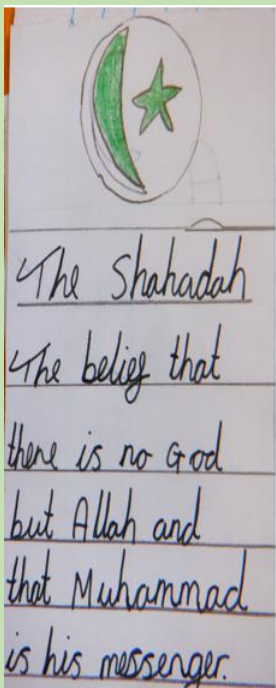 The Shahadah
The belief that
there is no God
but Allah and
that Muhammad
is his messenger.